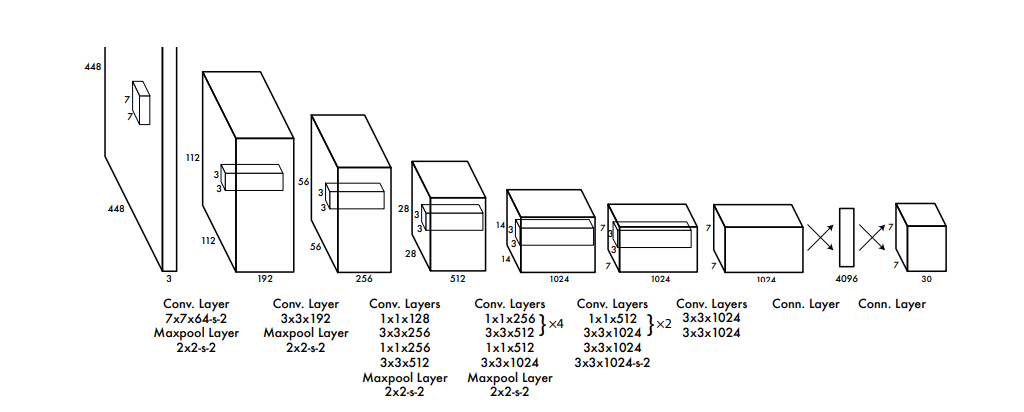 448
7
7
448
3
112
3
3
112
192
56
3
3
56
256
28
3
3
28
512
14
3
3
14
1024
7
3
3
7
1024
7
7
1024
4096
7
7
30
Conv. Layer
7x7x64-s-2
Maxpool Layer
2x2-s-2
Conv. Layer
3x3x192
Maxpool Layer
2x2-s-2
Conv. Layers
1x1x128
3x3x256
1x1x256
3x3x512
Maxpool Layer
2x2-s-2
Conv. Layers
1x1x256
3x3x512 } ×4
1x1x512
3x3x1024
Maxpool Layer
2x2-s-2
Conv. Layers
1x1x512
3x3x1024 } ×2
3x3x1024
3x3x1024-s-2
Conv. Layers
3x3x1024
3x3x1024
Conn. Layer
Conn. Layer